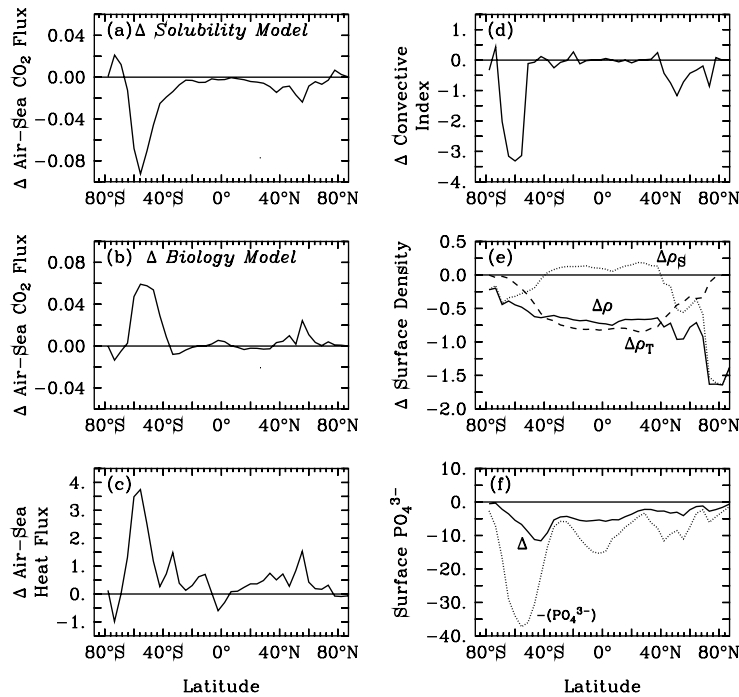 (a) Δ Solubility Model
Δ Air–Sea CO₂ Flux
0.04
0.00
−0.04
−0.08
80°S 40°S 0° 40°N 80°N
(b) Δ Biology Model
Δ Air–Sea CO₂ Flux
0.08
0.04
0.00
−0.04
80°S 40°S 0° 40°N 80°N
(c)
Δ Air–Sea
Heat Flux
4.
3.
2.
1.
0.
−1.
80°S 40°S 0° 40°N 80°N
Latitude
(d)
Δ Convective
Index
1.
0.
−1.
−2.
−3.
−4.
80°S 40°S 0° 40°N 80°N
(e)
Δ Surface Density
0.5
0.0
−0.5
−1.0
−1.5
−2.0
Δρ_S
Δρ
Δρ_T
80°S 40°S 0° 40°N 80°N
(f)
Surface PO₄³⁻
10.
0.
−10.
−20.
−30.
−40.
Δ
−(PO₄³⁻)
80°S 40°S 0° 40°N 80°N
Latitude